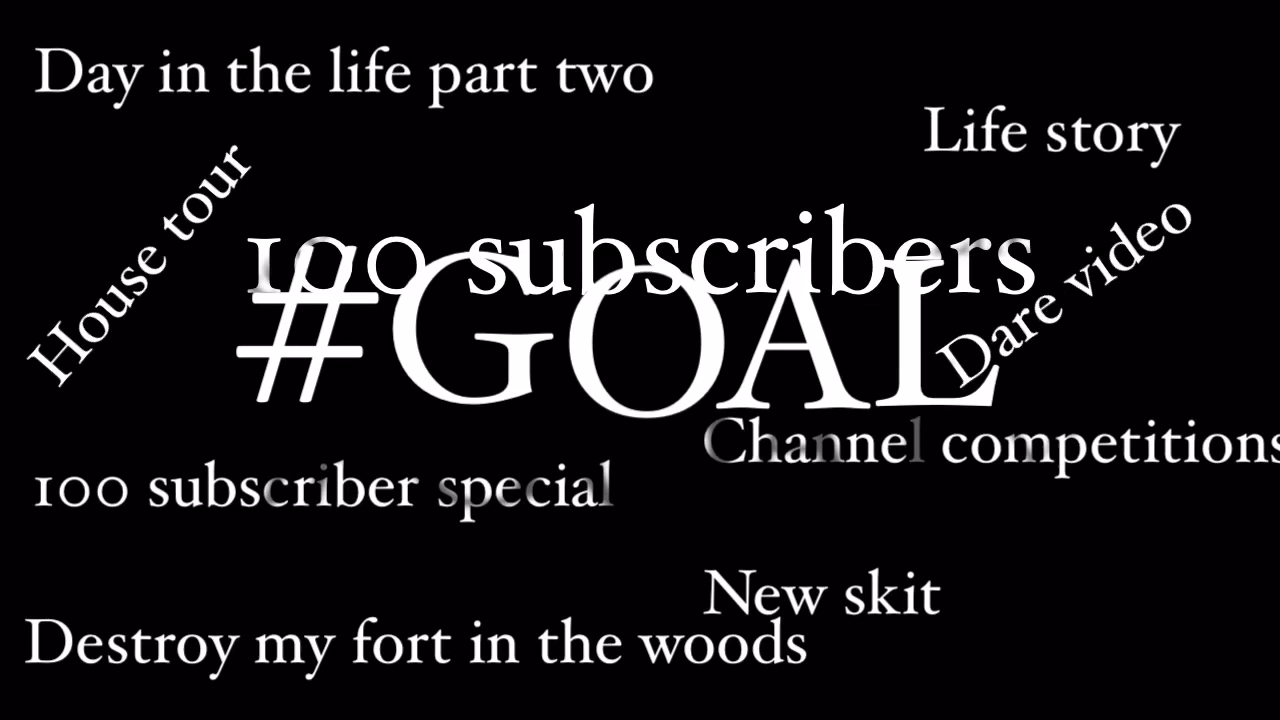 Day in the life part two
Life story
House tour
100 subscribers
#GOAL
Dare video
Channel competitions
100 subscriber special
New skit
Destroy my fort in the woods